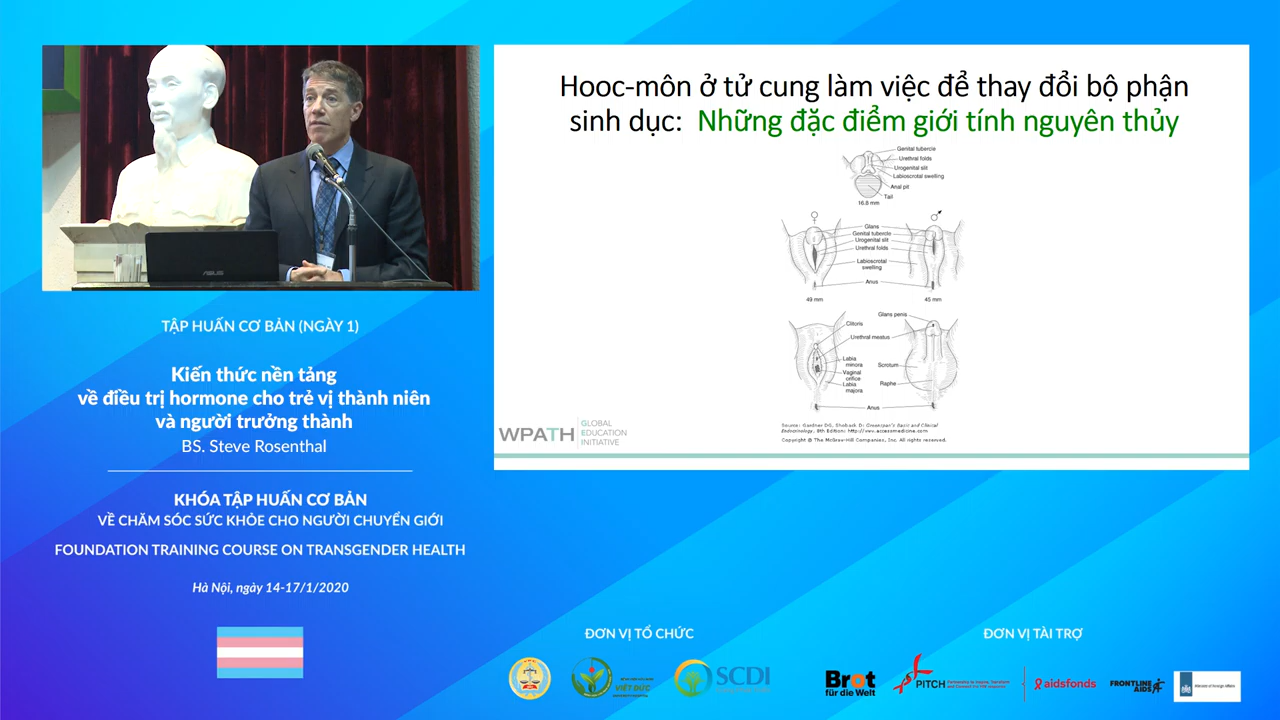 ASUS
TẬP HUẤN CƠ BẢN (NGÀY 1)
Kiến thức nền tảng
về điều trị hormone cho trẻ vị thành niên
và người trưởng thành
BS. Steve Rosenthal
KHÓA TẬP HUẤN CƠ BẢN
VỀ CHĂM SÓC SỨC KHỎE CHO NGƯỜI CHUYỂN GIỚI
FOUNDATION TRAINING COURSE ON TRANSGENDER HEALTH
Hà Nội, ngày 14-17/1/2020
Hooc-môn ở tử cung làm việc để thay đổi bộ phận
sinh dục: Những đặc điểm giới tính nguyên thủy
Genital tubercle
Urethral folds
Urogenital slit
Labioscrotal swelling
Anal pit
Tail
16.8 mm
♀
♂
Glans
Genital tubercle
Urogenital slit
Urethral folds
Labioscrotal
swelling
Anus
49 mm
45 mm
Glans penis
Clitoris
Urethral meatus
Labia
minora
Scrotum
Vaginal
orifice
Raphe
Labia
majora
Anus
Source: Gardner DG, Shoback D: Greenspan's Basic and Clinical
Endocrinology, 8th Edition: http://www.accessmedicine.com
Copyright © The McGraw-Hill Companies, Inc. All rights reserved.
WPATH
GLOBAL
EDUCATION
INITIATIVE
ĐƠN VỊ TỔ CHỨC
VIỆT ĐỨC
SCDI
ĐƠN VỊ TÀI TRỢ
Brot
für die Welt
PITCH
aidsfonds
FRONTLINE
AIDS
Ministry of Foreign Affairs